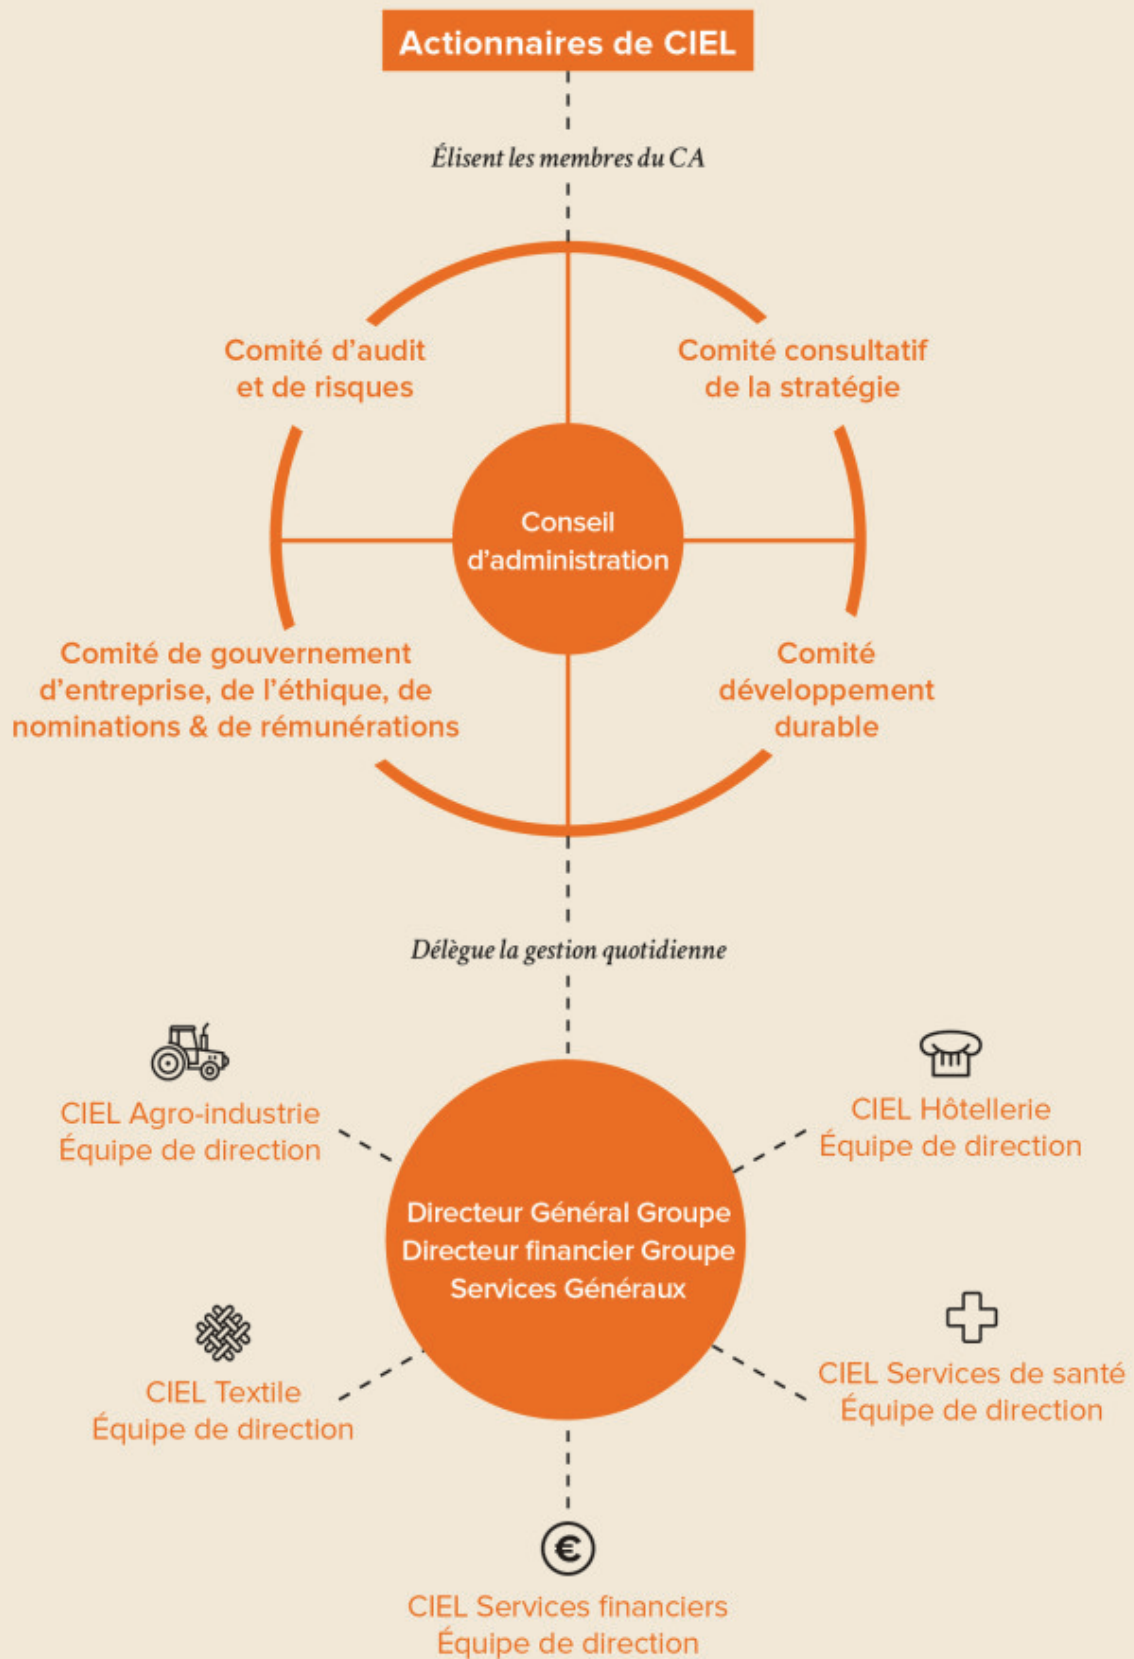 Actionnaires de CIEL
Élisent les membres du CA
Comité d’audit
et de risques
Comité consultatif
de la stratégie
Conseil
d’administration
Comité de gouvernement
d’entreprise, de l’éthique, de
nominations & de rémunérations
Comité
développement
durable
Délègue la gestion quotidienne
CIEL Agro-industrie
Équipe de direction
CIEL Hôtellerie
Équipe de direction
Directeur Général Groupe
Directeur financier Groupe
Services Généraux
CIEL Textile
Équipe de direction
CIEL Services de santé
Équipe de direction
€
CIEL Services financiers
Équipe de direction